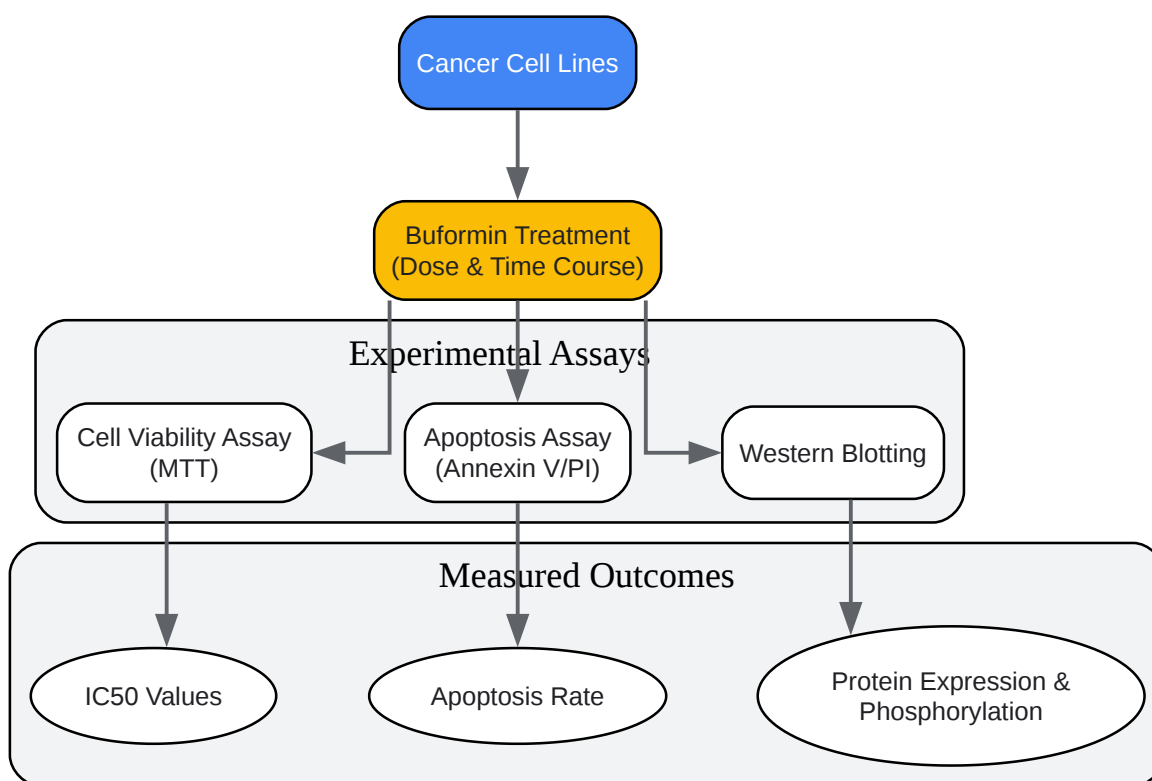 Cancer Cell Lines
Buformin Treatment
(Dose & Time Course)
Experimental Assays
Cell Viability Assay
(MTT)
Apoptosis Assay
(Annexin V/PI)
Western Blotting
Measured Outcomes
IC50 Values
Apoptosis Rate
Protein Expression &
Phosphorylation